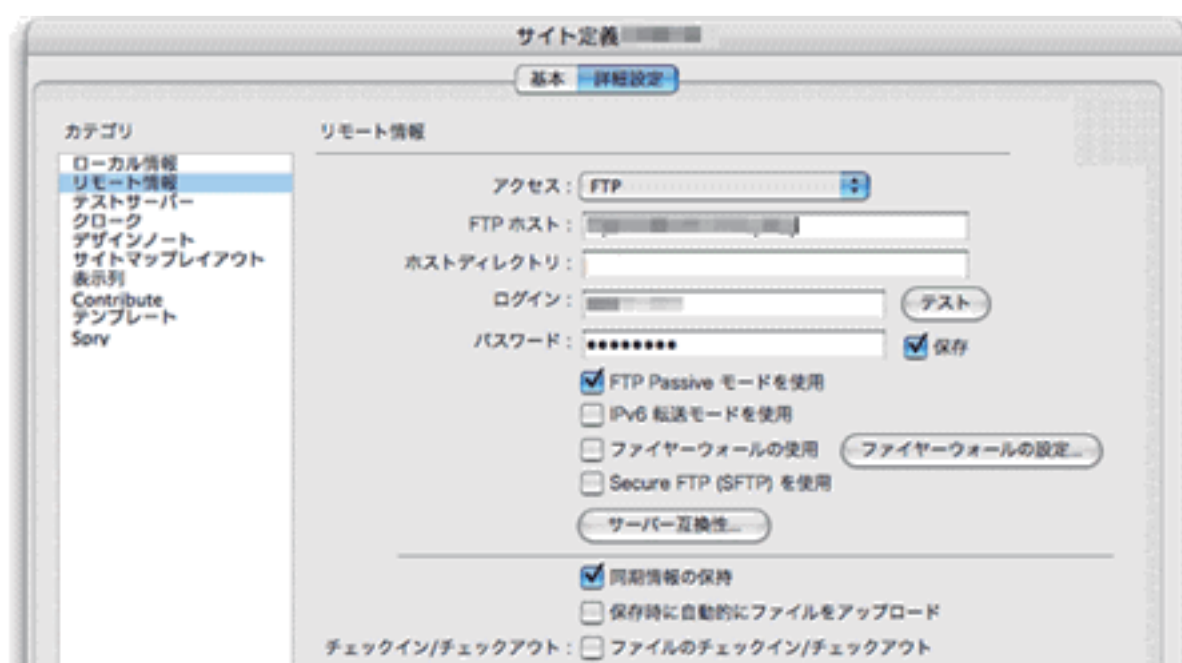 サイト定義
基本 詳細設定
カテゴリ
ローカル情報
リモート情報
テストサーバー
クローク
デザインノート
サイトマップレイアウト
表示列
Contribute
テンプレート
Spry
リモート情報
アクセス : FTP
FTP ホスト :
ホストディレクトリ :
ログイン : テスト
パスワード : •••••••• 保存
FTP Passive モードを使用
IPv6 転送モードを使用
ファイヤーウォールの使用 ファイヤーウォールの設定...
Secure FTP (SFTP) を使用
サーバー互換性...
同期情報の保持
保存時に自動的にファイルをアップロード
チェックイン/チェックアウト : ファイルのチェックイン/チェックアウト